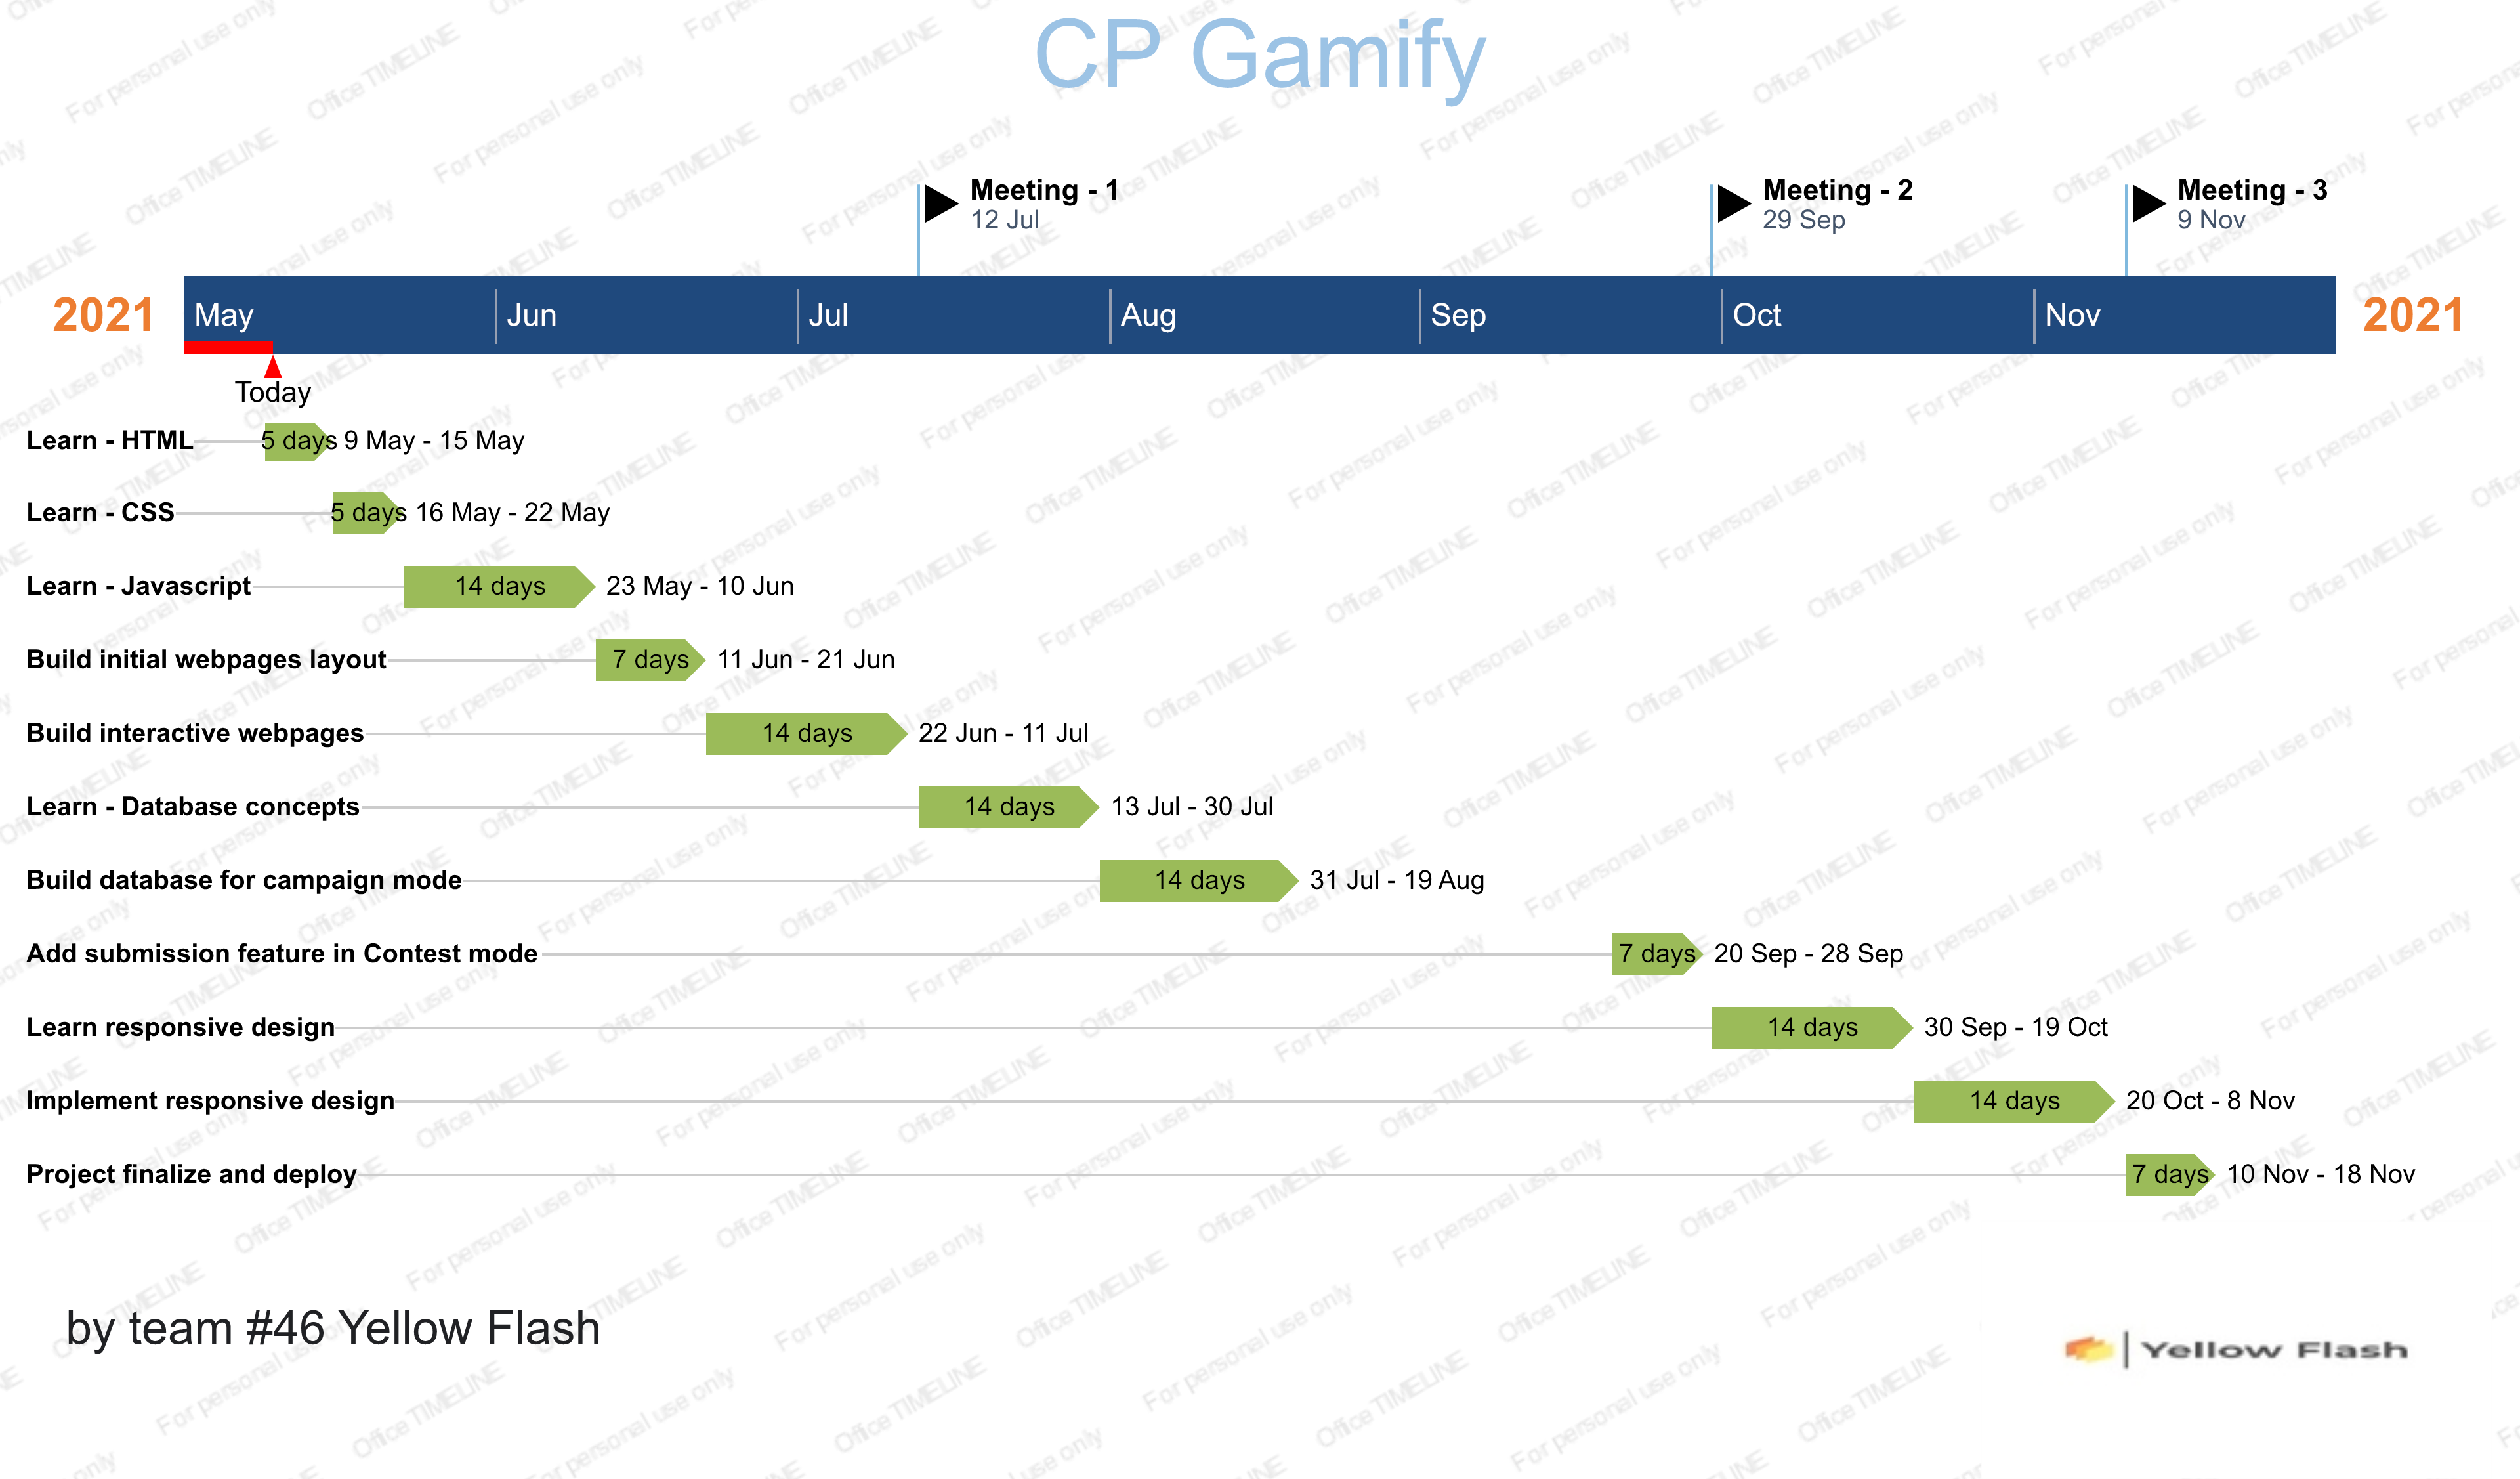 CP Gamify
Meeting - 1
12 Jul
Meeting - 2
29 Sep
Meeting - 3
9 Nov
2021 May Jun Jul Aug Sep Oct Nov 2021
Today
Learn - HTML 5 days 9 May - 15 May
Learn - CSS 5 days 16 May - 22 May
Learn - Javascript 14 days 23 May - 10 Jun
Build initial webpages layout 7 days 11 Jun - 21 Jun
Build interactive webpages 14 days 22 Jun - 11 Jul
Learn - Database concepts 14 days 13 Jul - 30 Jul
Build database for campaign mode 14 days 31 Jul - 19 Aug
Add submission feature in Contest mode 7 days 20 Sep - 28 Sep
Learn responsive design 14 days 30 Sep - 19 Oct
Implement responsive design 14 days 20 Oct - 8 Nov
Project finalize and deploy 7 days 10 Nov - 18 Nov
by team #46 Yellow Flash
Yellow Flash
For personal use only
Office TIMELINE